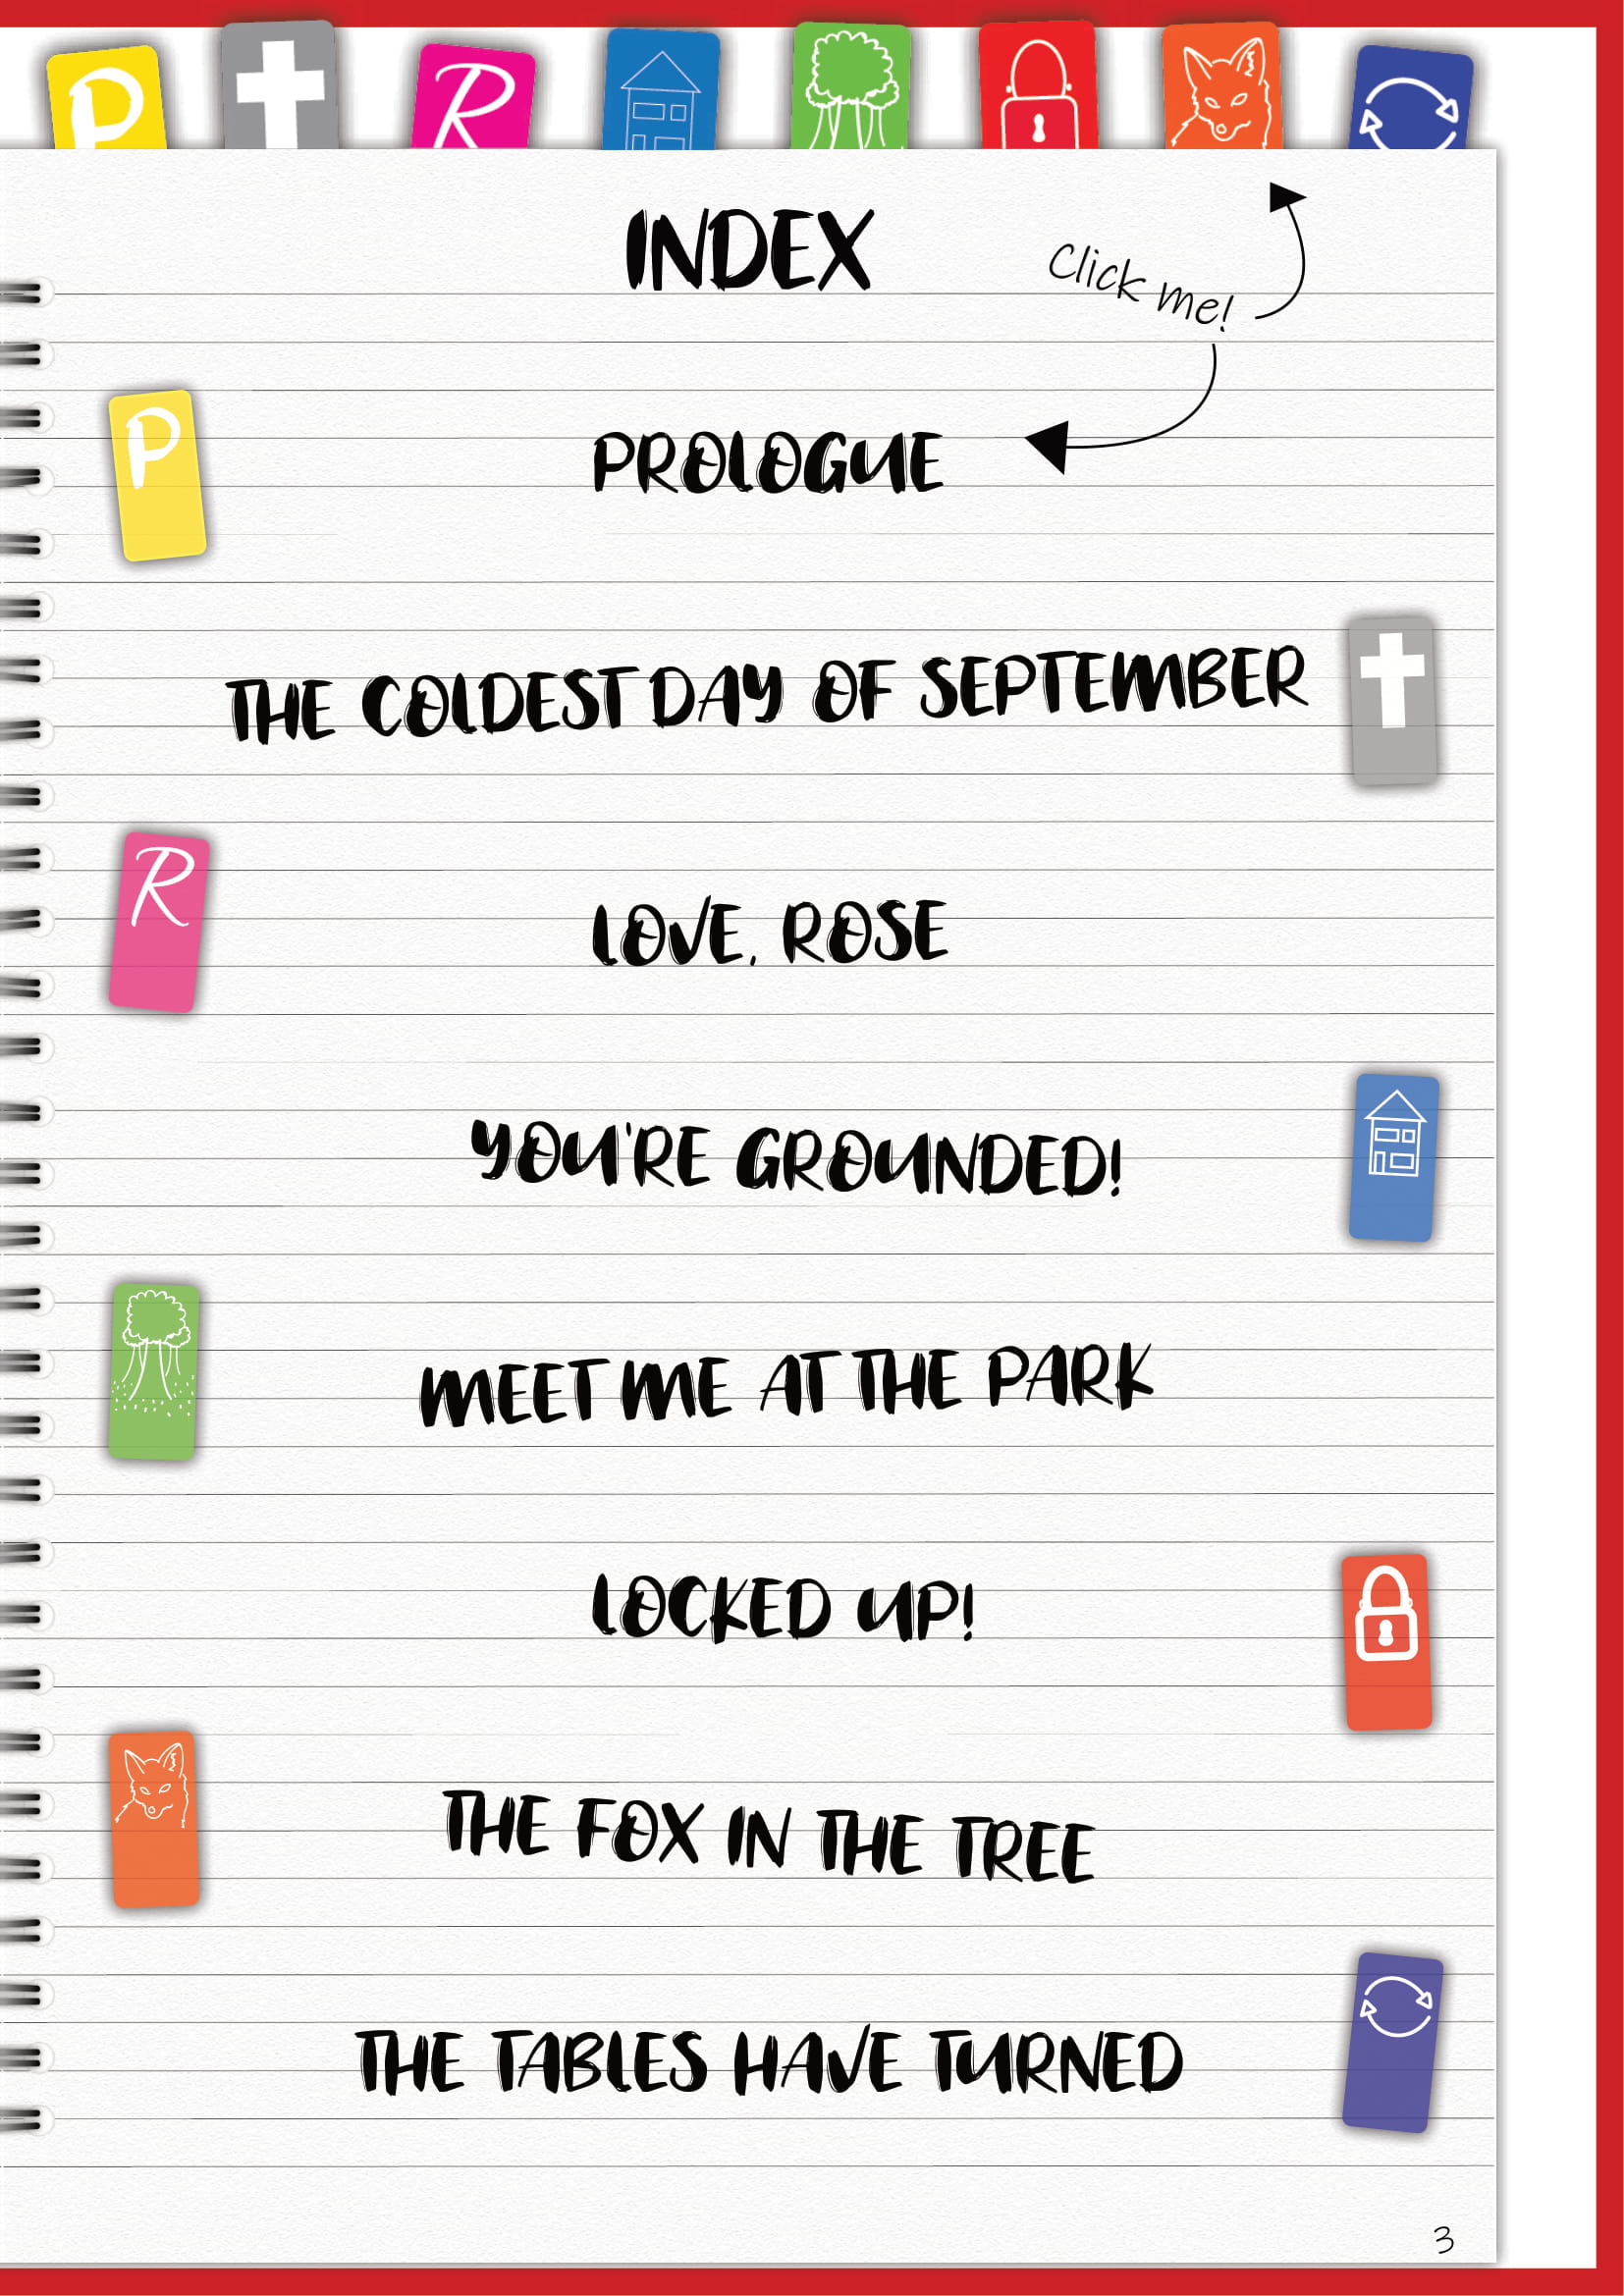 P R
INDEX
Click me!
P
PROLOGUE
THE COLDEST DAY OF SEPTEMBER
R
LOVE, ROSE
YOU'RE GROUNDED!
MEET ME AT THE PARK
LOCKED UP!
THE FOX IN THE TREE
THE TABLES HAVE TURNED
3